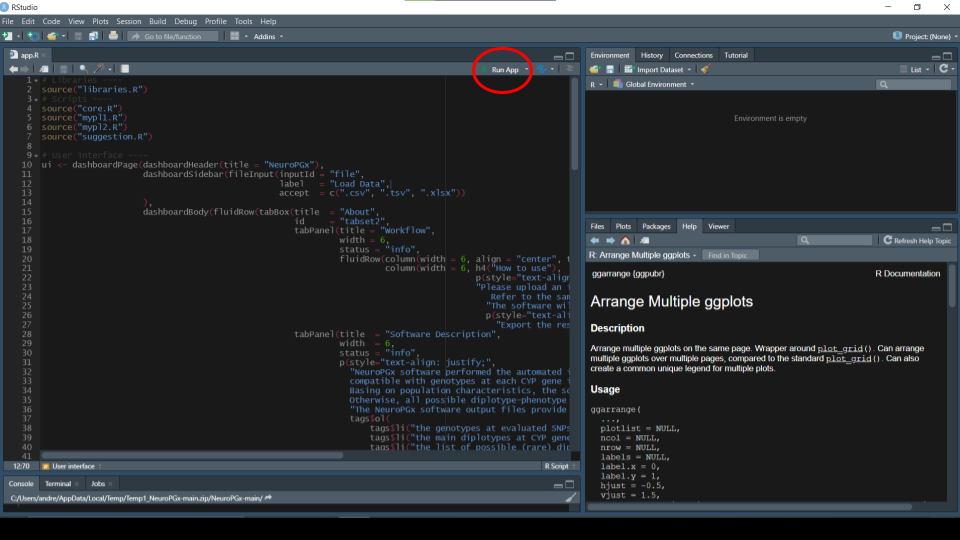 RStudio
File Edit Code View Plots Session Build Debug Profile Tools Help
Go to file/function Addins
Project: (None)
app.R
Run App
1 # Libraries ----
2 source("libraries.R")
3 # Scripts ----
4 source("core.R")
5 source("mypl1.R")
6 source("mypl2.R")
7 source("suggestion.R")
8
9 # User interface ----
10 ui <- dashboardPage(dashboardHeader(title = "NeuroPGx"),
11 dashboardSidebar(fileInput(inputId = "file",
12 label = "Load Data",
13 accept = c(".csv", ".tsv", ".xlsx"))
14 ),
15 dashboardBody(fluidRow(tabBox(title = "About",
16 id = "tabset2",
17 tabPanel(title = "Workflow",
18 width = 6,
19 status = "info",
20 fluidRow(column(width = 6, align = "center", t
21 column(width = 6, h4("How to use"),
22 p(style="text-align
23 "Please upload an
24 Refer to the sam
25 "The software wil
26 p(style="text-ali
27 "Export the res
28 tabPanel(title = "Software Description",
29 width = 6,
30 status = "info",
31 p(style="text-align: justify;",
32 "NeuroPGx software performed the automated
33 compatible with genotypes at each CYP gene
34 Basing on population characteristics, the so
35 Otherwise, all possible diplotype-phenotype
36 "The NeuroPGx software output files provide
37 tags$ol(
38 tags$li("the genotypes at evaluated SNPs
39 tags$li("the main diplotypes at CYP gene
40 tags$li("the list of possible (rare) dip
41
12:70 User interface R Script
Console Terminal Jobs
C:/Users/andre/AppData/Local/Temp/Temp1_NeuroPGx-main.zip/NeuroPGx-main/
Environment History Connections Tutorial
Import Dataset List
R Global Environment
Environment is empty
Files Plots Packages Help Viewer
Refresh Help Topic
R: Arrange Multiple ggplots Find in Topic
ggarrange {ggpubr} R Documentation
Arrange Multiple ggplots
Description
Arrange multiple ggplots on the same page. Wrapper around plot_grid(). Can arrange
multiple ggplots over multiple pages, compared to the standard plot_grid(). Can also
create a common unique legend for multiple plots.
Usage
ggarrange(
...,
plotlist = NULL,
ncol = NULL,
nrow = NULL,
labels = NULL,
label.x = 0,
label.y = 1,
hjust = -0.5,
vjust = 1.5,